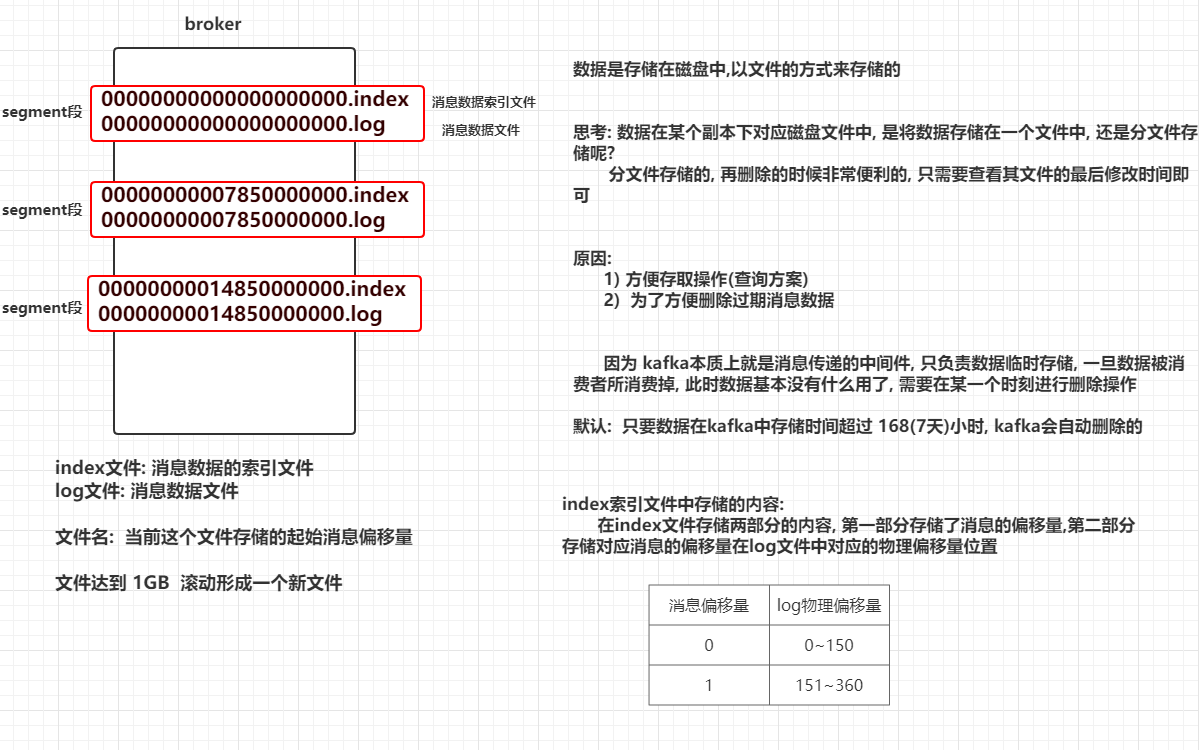 broker
segment段
00000000000000000000.index
00000000000000000000.log
消息数据索引文件
消息数据文件
segment段
00000000007850000000.index
00000000007850000000.log
segment段
00000000014850000000.index
00000000014850000000.log
index文件: 消息数据的索引文件
log文件: 消息数据文件
文件名: 当前这个文件存储的起始消息偏移量
文件达到 1GB 滚动形成一个新文件
数据是存储在磁盘中,以文件的方式来存储的
思考: 数据在某个副本下对应磁盘文件中, 是将数据存储在一个文件中, 还是分文件存
储呢?
分文件存储的, 再删除的时候非常便利的, 只需要查看其文件的最后修改时间即
可
原因:
1) 方便存取操作(查询方案)
2) 为了方便删除过期消息数据
因为 kafka本质上就是消息传递的中间件, 只负责数据临时存储, 一旦数据被消
费者所消费掉, 此时数据基本没有什么用了, 需要在某一个时刻进行删除操作
默认: 只要数据在kafka中存储时间超过 168(7天)小时, kafka会自动删除的
index索引文件中存储的内容:
在index文件存储两部分的内容, 第一部分存储了消息的偏移量,第二部分
存储对应消息的偏移量在log文件中对应的物理偏移量位置
消息偏移量 log物理偏移量
0 0~150
1 151~360